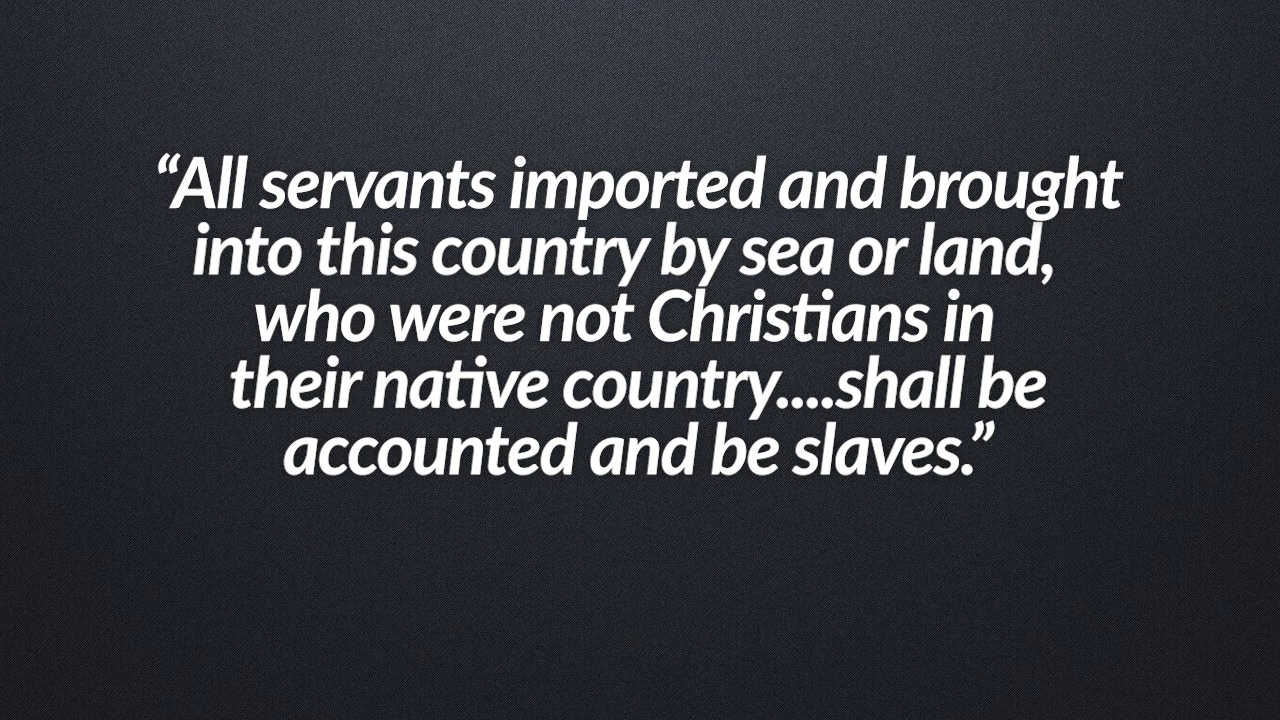 “All servants imported and brought
into this country by sea or land,
who were not Christians in
their native country....shall be
accounted and be slaves.”